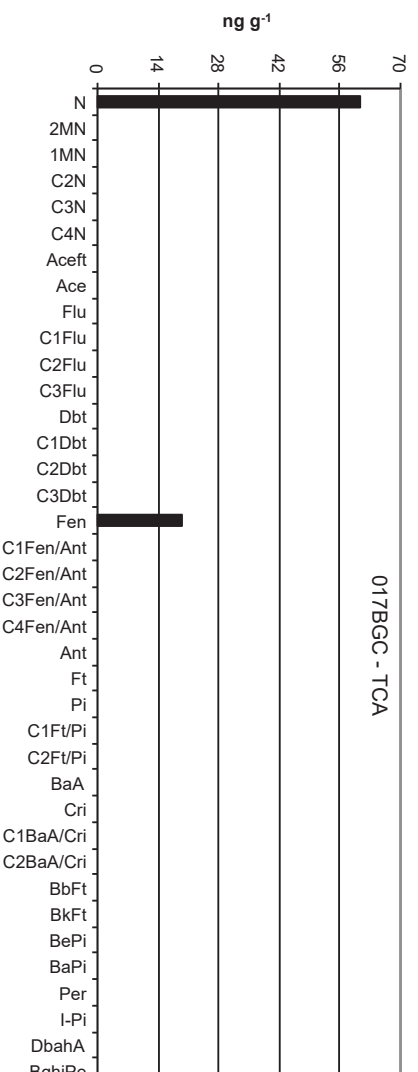 ng g-1
0 14 28 42 56 70
N
2MN
1MN
C2N
C3N
C4N
Aceft
Ace
Flu
C1Flu
C2Flu
C3Flu
Dbt
C1Dbt
C2Dbt
C3Dbt
Fen
C1Fen/Ant
C2Fen/Ant
C3Fen/Ant
C4Fen/Ant
Ant
Ft
Pi
C1Ft/Pi
C2Ft/Pi
BaA
Cri
C1BaA/Cri
C2BaA/Cri
BbFt
BkFt
BePi
BaPi
Per
I-Pi
DbahA
BghiPe
017BGC - TCA